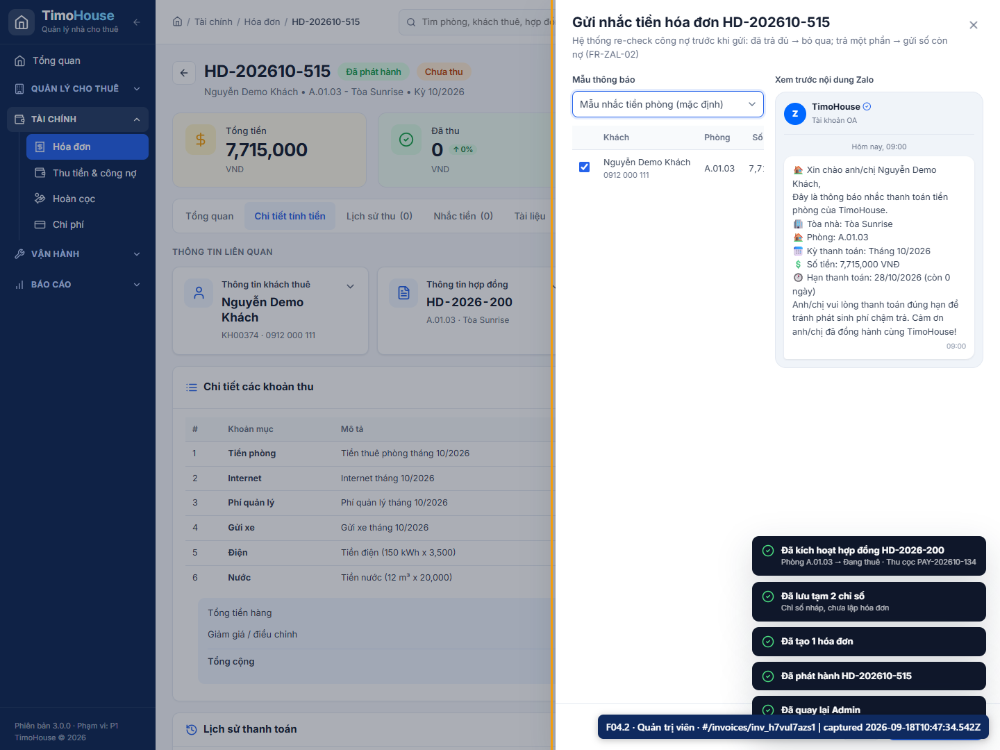 TimoHouse
Quản lý nhà cho thuê
Tổng quan
QUẢN LÝ CHO THUÊ
TÀI CHÍNH
Hóa đơn
Thu tiền & công nợ
Hoàn cọc
Chi phí
VẬN HÀNH
BÁO CÁO
Phiên bản 3.0.0 · Phạm vi: P1
TimoHouse © 2026
/ Tài chính / Hóa đơn / HD-202610-515
Tìm phòng, khách thuê, hợp
HD-202610-515 Đã phát hành Chưa thu
Nguyễn Demo Khách • A.01.03 - Tòa Sunrise • Kỳ 10/2026
Tổng tiền
7,715,000
VND
Đã thu
0 ↑ 0%
VND
Tổng quan Chi tiết tính tiền Lịch sử thu (0) Nhắc tiền (0) Tài liệu
THÔNG TIN LIÊN QUAN
Thông tin khách thuê
Nguyễn Demo
Khách
KH00374 · 0912 000 111
Thông tin hợp đồng
HD-2026-200
A.01.03 · Tòa Sunrise
Chi tiết các khoản thu
# Khoản mục Mô tả
1 Tiền phòng Tiền thuê phòng tháng 10/2026
2 Internet Internet tháng 10/2026
3 Phí quản lý Phí quản lý tháng 10/2026
4 Gửi xe Gửi xe tháng 10/2026
5 Điện Tiền điện (150 kWh x 3,500)
6 Nước Tiền nước (12 m³ x 20,000)
Tổng tiền hàng
Giảm giá / điều chỉnh
Tổng cộng
Lịch sử thanh toán
Gửi nhắc tiền hóa đơn HD-202610-515
Hệ thống re-check công nợ trước khi gửi: đã trả đủ → bỏ qua; trả một phần → gửi số còn
nợ (FR-ZAL-02)
Mẫu thông báo
Mẫu nhắc tiền phòng (mặc định)
Khách Phòng Số
Nguyễn Demo Khách A.01.03 7,7
0912 000 111
Xem trước nội dung Zalo
Z
TimoHouse
Tài khoản OA
Hôm nay, 09:00
🏠 Xin chào anh/chị Nguyễn Demo
Khách,
Đây là thông báo nhắc thanh toán tiền
phòng của TimoHouse.
🏢 Tòa nhà: Tòa Sunrise
🏠 Phòng: A.01.03
📅 Kỳ thanh toán: Tháng 10/2026
💲 Số tiền: 7,715,000 VNĐ
🕐 Hạn thanh toán: 28/10/2026 (còn 0
ngày)
Anh/chị vui lòng thanh toán đúng hạn để
tránh phát sinh phí chậm trả. Cảm ơn
anh/chị đã đồng hành cùng TimoHouse!
09:00
Đã kích hoạt hợp đồng HD-2026-200
Phòng A.01.03 → Đang thuê · Thu cọc PAY-202610-134
Đã lưu tạm 2 chỉ số
Chỉ số nháp, chưa lập hóa đơn
Đã tạo 1 hóa đơn
Đã phát hành HD-202610-515
Đã quay lại Admin
F04.2 · Quản trị viên · #/invoices/inv_h7vul7azs1 | captured 2026-09-18T10:47:34.542Z